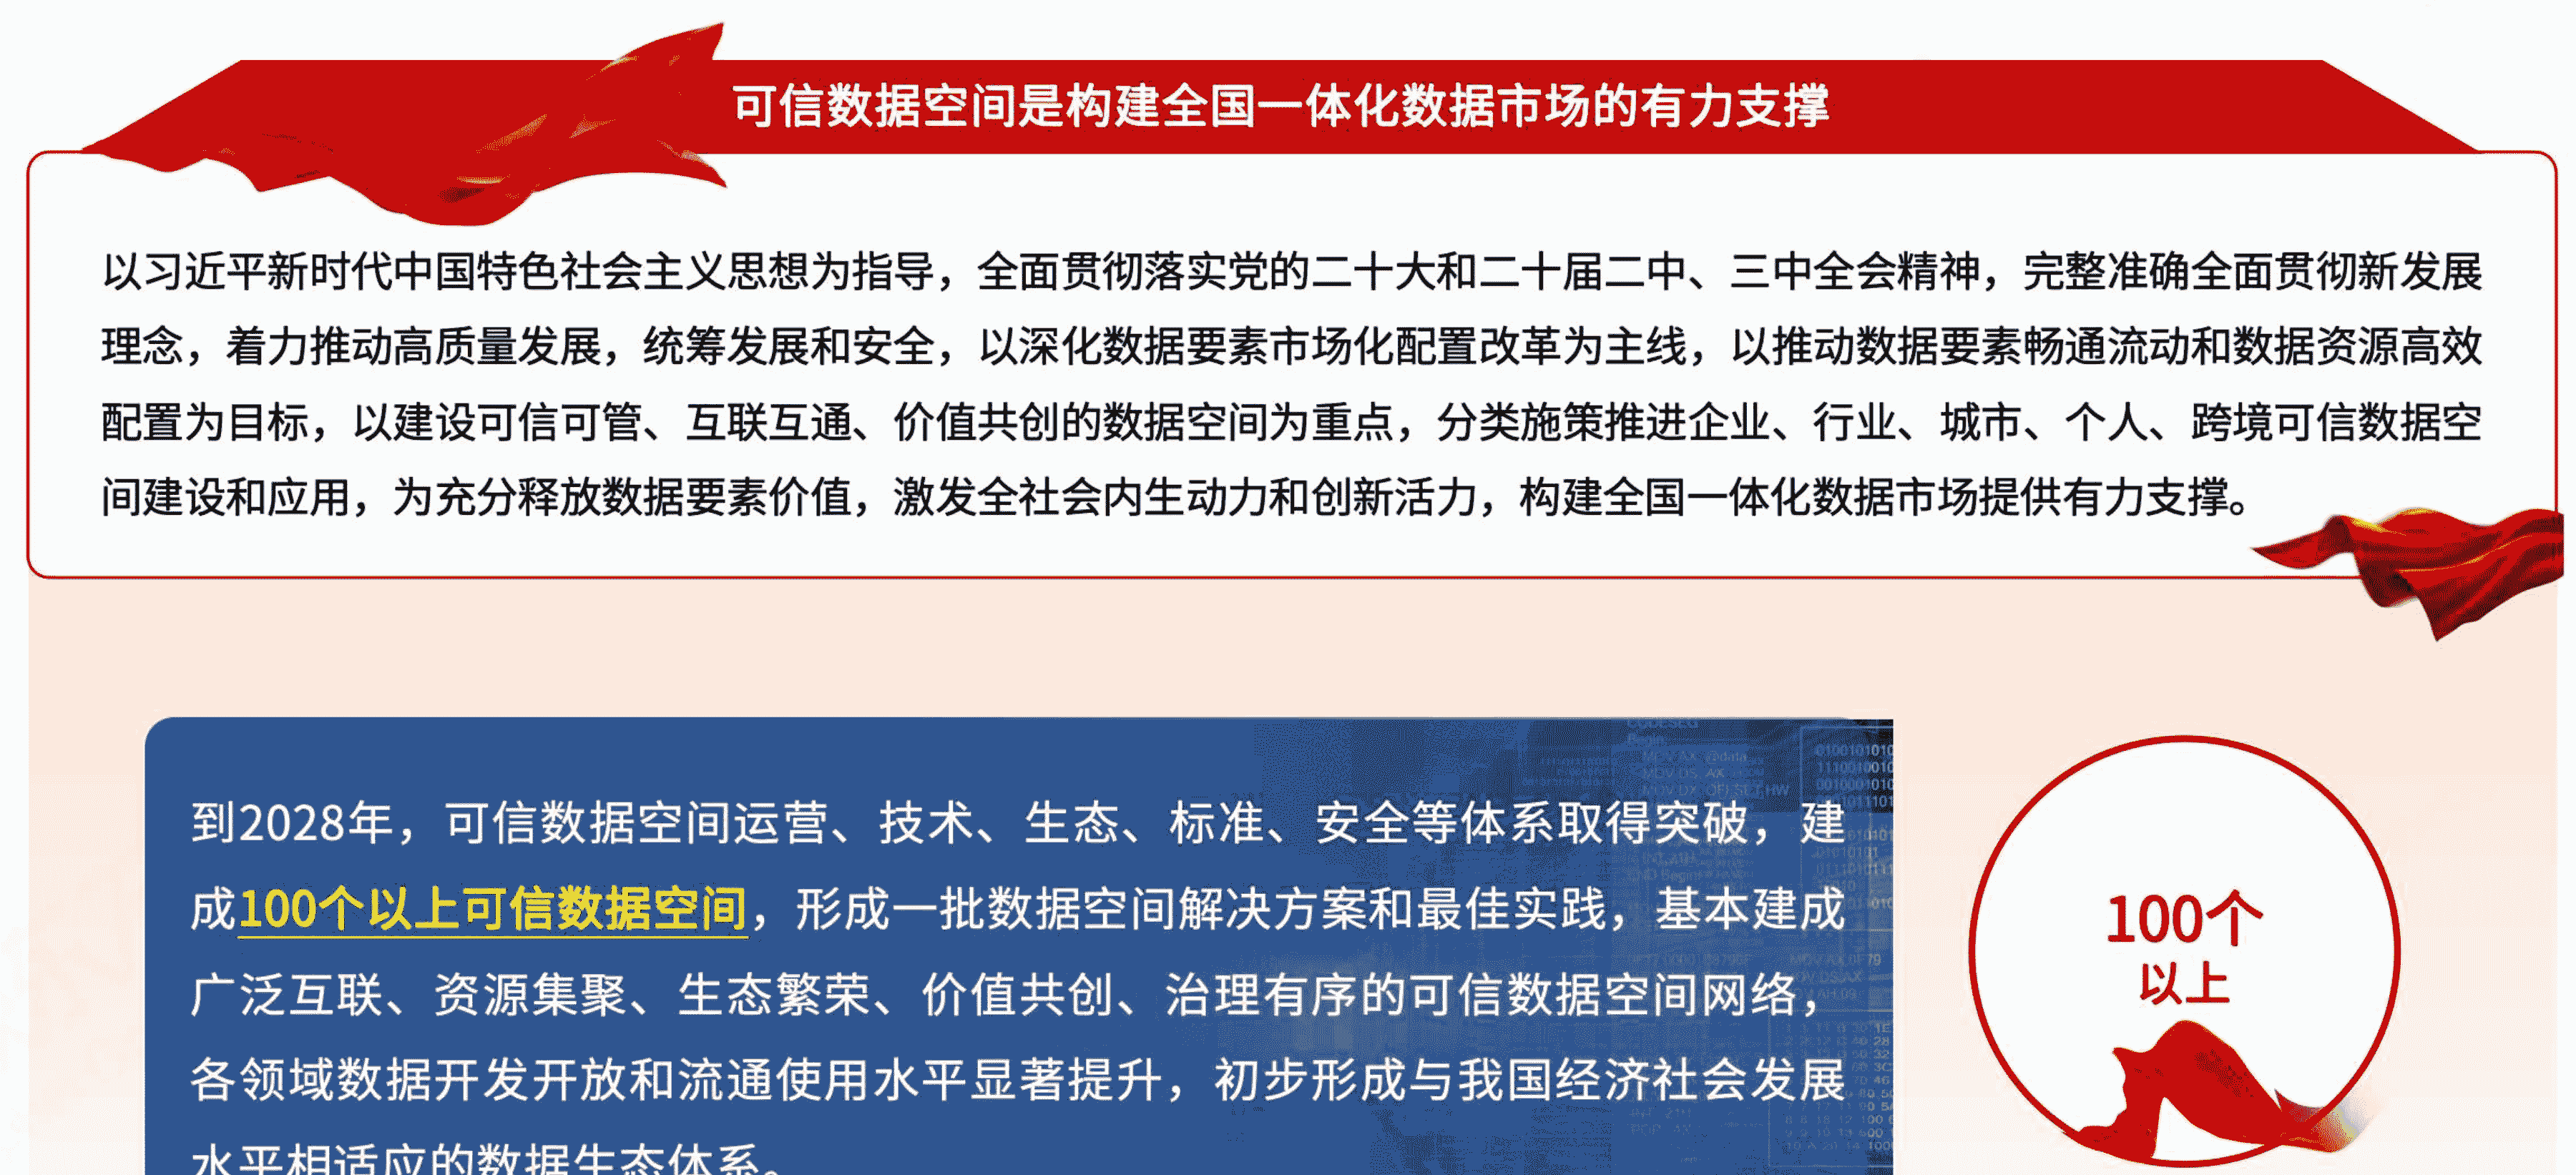 可信数据空间是构建全国一体化数据市场的有力支撑
以习近平新时代中国特色社会主义思想为指导，全面贯彻落实党的二十大和二十届二中、三中全会精神，完整准确全面贯彻新发展
理念，着力推动高质量发展，统筹发展和安全，以深化数据要素市场化配置改革为主线，以推动数据要素畅通流动和数据资源高效
配置为目标，以建设可信可管、互联互通、价值共创的数据空间为重点，分类施策推进企业、行业、城市、个人、跨境可信数据空
间建设和应用，为充分释放数据要素价值，激发全社会内生动力和创新活力，构建全国一体化数据市场提供有力支撑。
到2028年，可信数据空间运营、技术、生态、标准、安全等体系取得突破，建
成100个以上可信数据空间，形成一批数据空间解决方案和最佳实践，基本建成
广泛互联、资源集聚、生态繁荣、价值共创、治理有序的可信数据空间网络，
各领域数据开发开放和流通使用水平显著提升，初步形成与我国经济社会发展
水平相适应的数据生态体系。
100个
以上